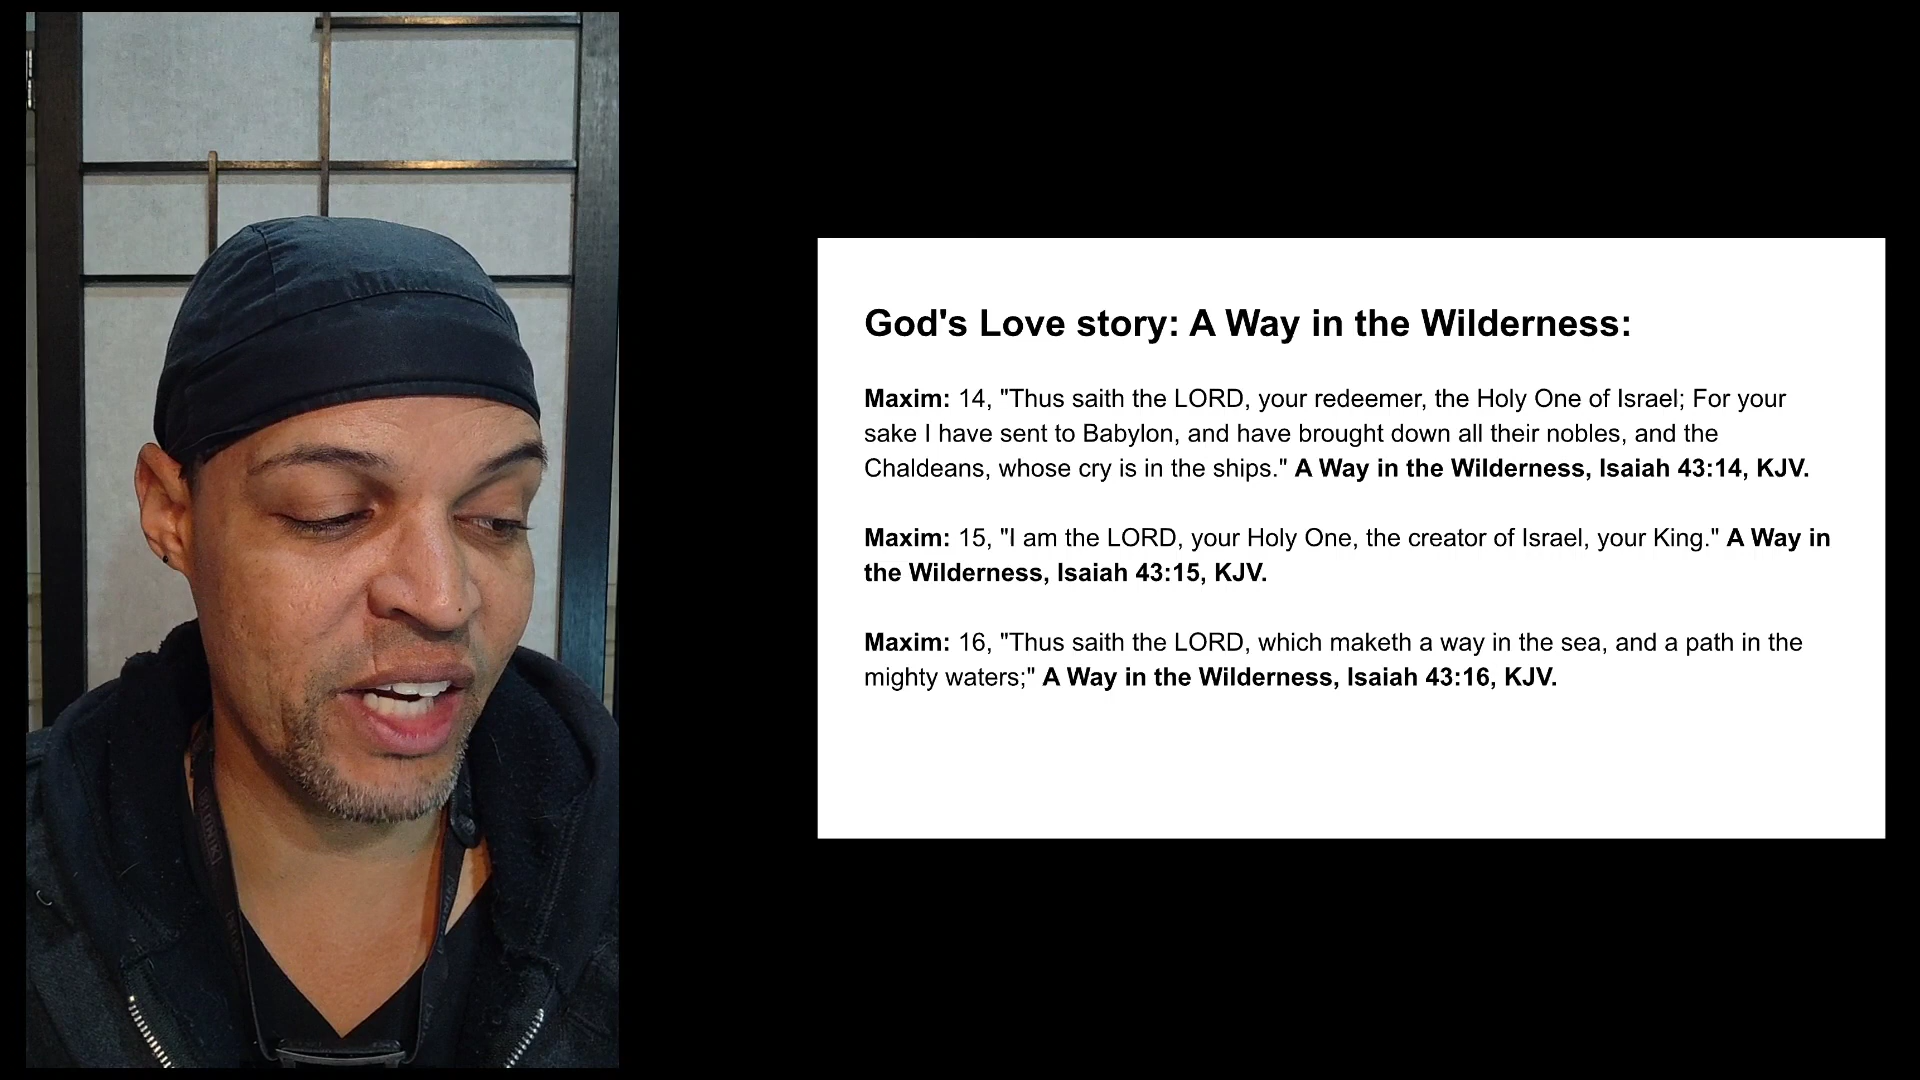 God's Love story: A Way in the Wilderness:
Maxim: 14, "Thus saith the LORD, your redeemer, the Holy One of Israel; For your
sake I have sent to Babylon, and have brought down all their nobles, and the
Chaldeans, whose cry is in the ships." A Way in the Wilderness, Isaiah 43:14, KJV.
Maxim: 15, "I am the LORD, your Holy One, the creator of Israel, your King." A Way in
the Wilderness, Isaiah 43:15, KJV.
Maxim: 16, "Thus saith the LORD, which maketh a way in the sea, and a path in the
mighty waters;" A Way in the Wilderness, Isaiah 43:16, KJV.